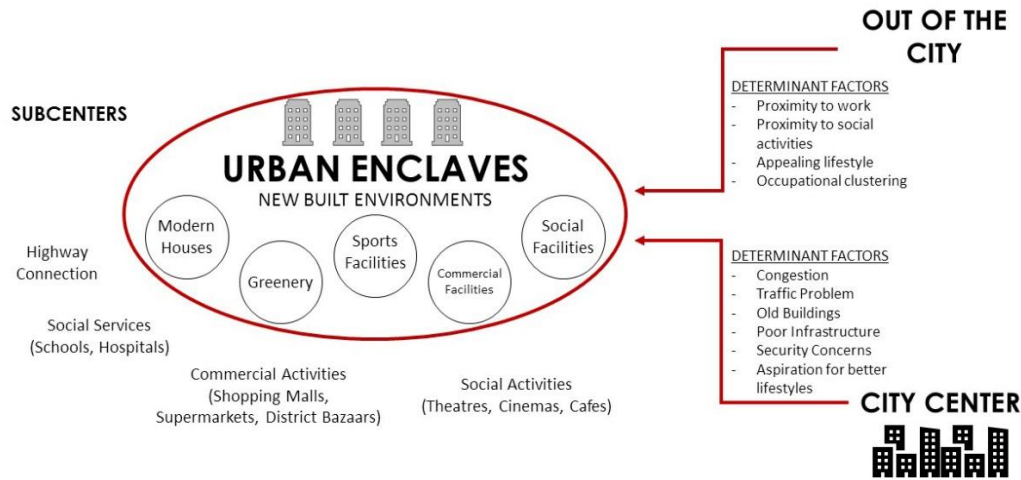 OUT OF THE
CITY
DETERMINANT FACTORS
- Proximity to work
- Proximity to social
activities
- Appealing lifestyle
- Occupational clustering
SUBCENTERS
URBAN ENCLAVES
NEW BUILT ENVIRONMENTS
Modern
Houses
Greenery
Sports
Facilities
Commercial
Facilities
Social
Facilities
Highway
Connection
Social Services
(Schools, Hospitals)
Commercial Activities
(Shopping Malls,
Supermarkets, District Bazaars)
Social Activities
(Theatres, Cinemas, Cafes)
DETERMINANT FACTORS
- Congestion
- Traffic Problem
- Old Buildings
- Poor Infrastructure
- Security Concerns
- Aspiration for better
lifestyles
CITY CENTER